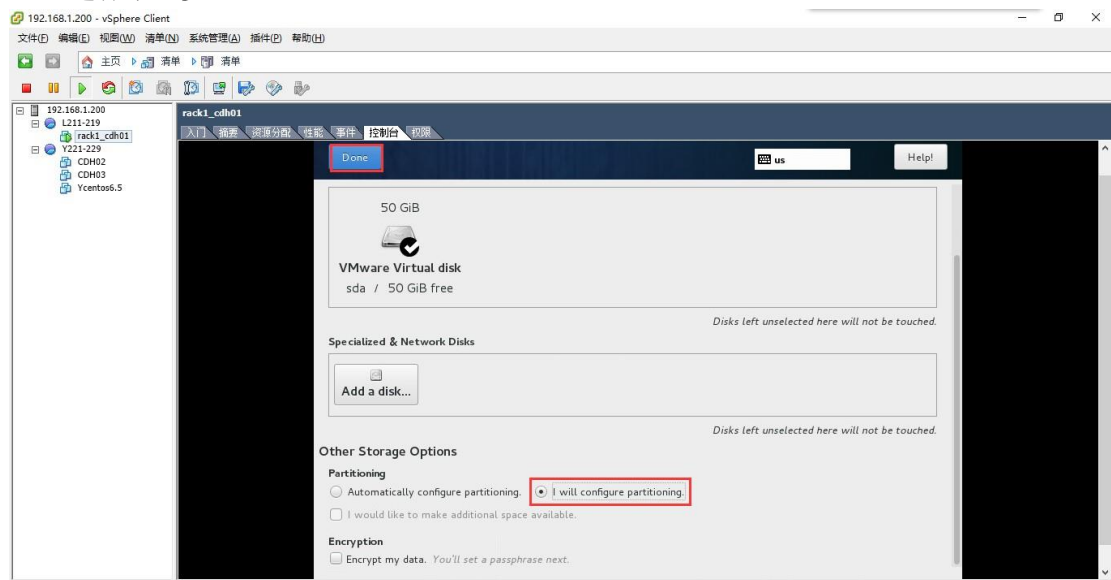 192.168.1.200 - vSphere Client
文件(F) 编辑(E) 视图(W) 清单(N) 系统管理(A) 插件(P) 帮助(H)
主页 清单 清单
192.168.1.200
L211-219
rack1_cdh01
Y221-229
CDH02
CDH03
Ycentos6.5
rack1_cdh01
入门 摘要 资源分配 性能 事件 控制台 权限
Done us Help!
50 GiB
VMware Virtual disk
sda / 50 GiB free
Disks left unselected here will not be touched.
Specialized & Network Disks
Add a disk...
Disks left unselected here will not be touched.
Other Storage Options
Partitioning
Automatically configure partitioning. I will configure partitioning.
I would like to make additional space available.
Encryption
Encrypt my data. You'll set a passphrase next.